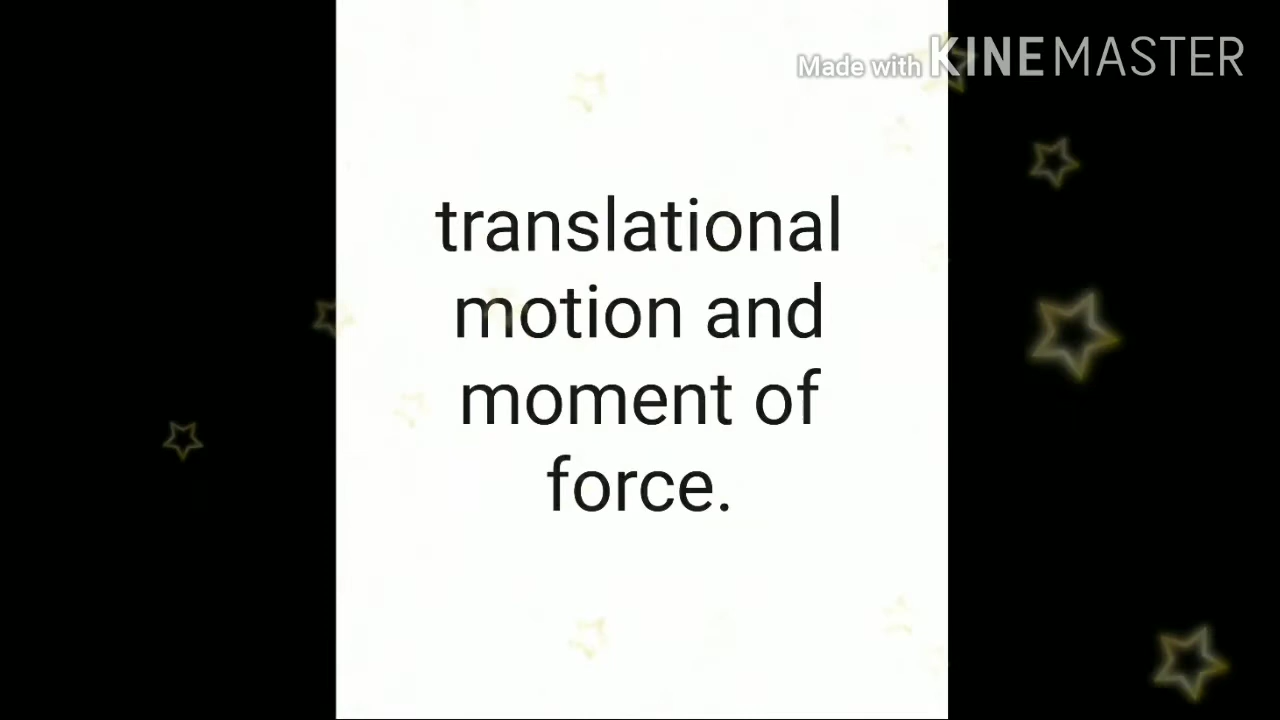 Made with KINEMASTER
translational
motion and
moment of
force.